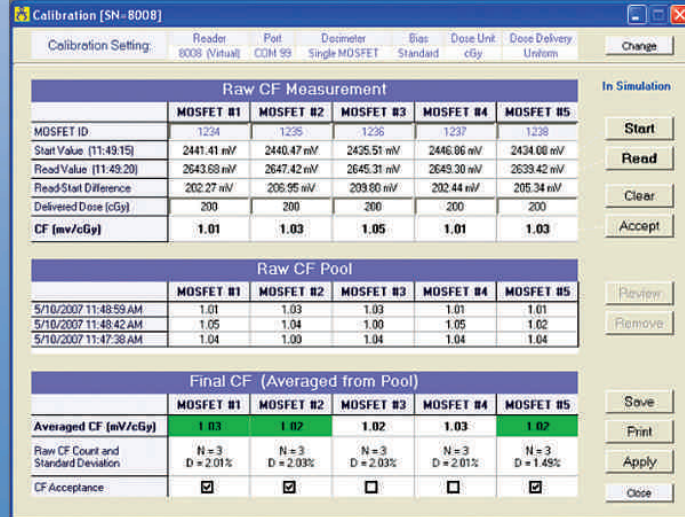 Calibration [SN=8008]
Calibration Setting: Reader Port Dosimeter Bias Dose Unit Dose Delivery
8008 (Virtual) COM 99 Single MOSFET Standard cGy Uniform
Change
Raw CF Measurement
In Simulation
MOSFET #1 MOSFET #2 MOSFET #3 MOSFET #4 MOSFET #5
MOSFET ID 1234 1235 1236 1237 1238
Start
Start Value (11:49:15) 2441.41 mV 2440.47 mV 2435.51 mV 2446.86 mV 2434.08 mV
Read Value (11:49:20) 2643.68 mV 2647.42 mV 2645.31 mV 2649.30 mV 2639.42 mV
Read
Read-Start Difference 202.27 mV 206.95 mV 209.80 mV 202.44 mV 205.34 mV
Clear
Delivered Dose (cGy) 200 200 200 200 200
CF (mv/cGy) 1.01 1.03 1.05 1.01 1.03
Accept
Raw CF Pool
MOSFET #1 MOSFET #2 MOSFET #3 MOSFET #4 MOSFET #5
Review
5/10/2007 11:48:59 AM 1.01 1.03 1.03 1.01 1.01
5/10/2007 11:48:42 AM 1.05 1.04 1.00 1.05 1.02
Remove
5/10/2007 11:47:38 AM 1.04 1.00 1.04 1.04 1.04
Final CF (Averaged from Pool)
MOSFET #1 MOSFET #2 MOSFET #3 MOSFET #4 MOSFET #5
Save
Averaged CF (mV/cGy) 1.03 1.02 1.02 1.03 1.02
Print
Raw CF Count and N = 3 N = 3 N = 3 N = 3 N = 3
Standard Deviation D = 2.01% D = 2.03% D = 2.03% D = 2.01% D = 1.49%
Apply
CF Acceptance
Close